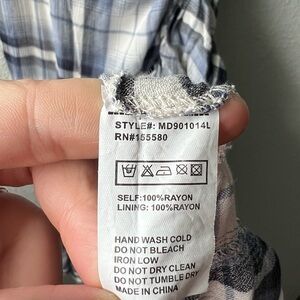 STYLE#: MD901014L
RN#155580
SELF:100%RAYON
LINING: 100%RAYON
HAND WASH COLD
DO NOT BLEACH
IRON LOW
DO NOT DRY CLEAN
DO NOT TUMBLE DRY
MADE IN CHINA